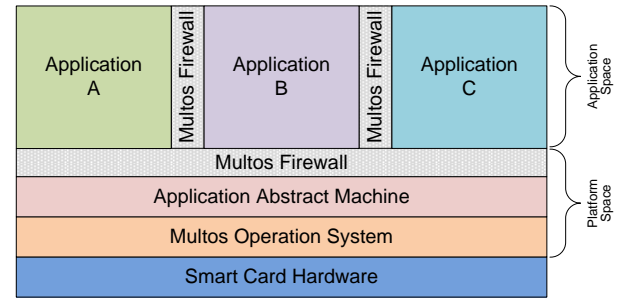 Application
A
Multos Firewall
Application
B
Multos Firewall
Application
C
Application
Space
Multos Firewall
Application Abstract Machine
Multos Operation System
Platform
Space
Smart Card Hardware